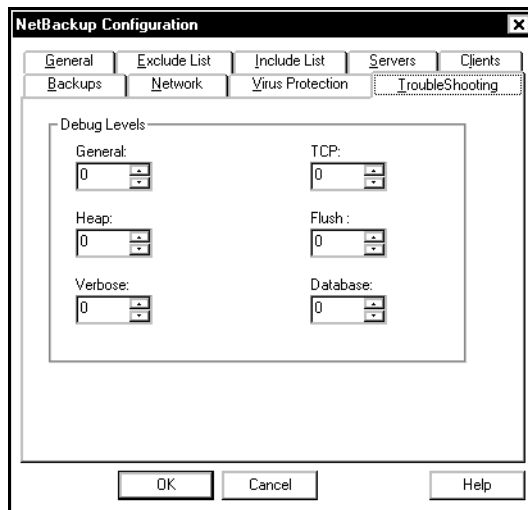 NetBackup Configuration
General Exclude List Include List Servers Clients
Backups Network Virus Protection TroubleShooting
Debug Levels
General: TCP:
0 0
Heap: Flush :
0 0
Verbose: Database:
0 0
OK Cancel Help